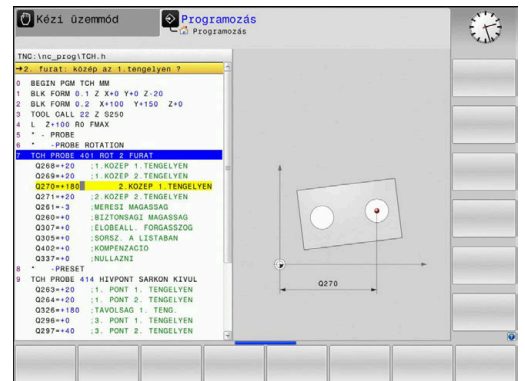 Kézi üzemmód
Programozás
Programozás
TNC:\nc_prog\TCH.h
→2. furat: közép az 1.tengelyen ?
0 BEGIN PGM TCH MM
1 BLK FORM 0.1 Z X+0 Y+0 Z-20
2 BLK FORM 0.2 X+100 Y+150 Z+0
3 TOOL CALL 22 Z S250
4 L Z+100 R0 FMAX
5 * - PROBE
6 * -PROBE ROTATION
7 TCH PROBE 401 ROT 2 FURAT
Q268=+20 ;1.KOZEP 1.TENGELYEN
Q269=+20 ;1.KOZEP 2.TENGELYEN
Q270=+180 2.KOZEP 1.TENGELYEN
Q271=+20 ;2.KOZEP 2.TENGELYEN
Q261=-3 ;MERESI MAGASSAG
Q260=+0 ;BIZTONSAGI MAGASSAG
Q307=+0 ;ELOBEALL. FORGASSZOG
Q305=+0 ;SORSZ. A LISTABAN
Q402=+0 ;KOMPENZACIO
Q337=+0 ;NULLAZNI
8 * -PRESET
9 TCH PROBE 414 HIVPONT SARKON KIVUL
Q263=+20 ;1. PONT 1. TENGELYEN
Q264=+20 ;1. PONT 2. TENGELYEN
Q326=+180 ;TAVOLSAG 1. TENG.
Q296=+0 ;3. PONT 1. TENGELYEN
Q297=+40 ;3. PONT 2. TENGELYEN
Q270